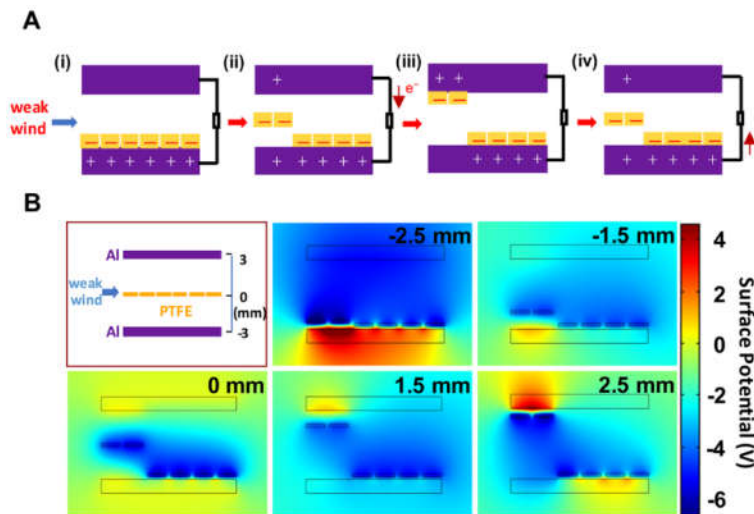 A
(i)
(ii)
(iii)
(iv)
weak
wind
+ + + + + +
+
e⁻
+ + + +
+ +
+ + + +
+
+ + + +
B
Al
3
weak
wind
0
(mm)
PTFE
Al
-3
-2.5 mm
-1.5 mm
0 mm
1.5 mm
2.5 mm
4
2
0
-2
-4
-6
Surface Potential (V)